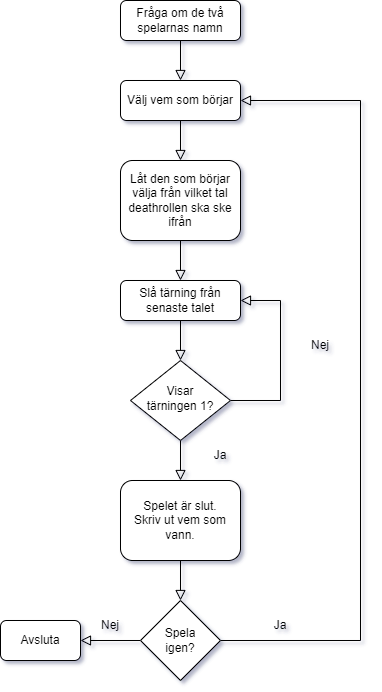 Fråga om de två
spelarnas namn
Välj vem som börjar
Låt den som börjar
välja från vilket tal
deathrollen ska ske
ifrån
Slå tärning från
senaste talet
Nej
Visar
tärningen 1?
Ja
Spelet är slut.
Skriv ut vem som
vann.
Nej
Ja
Spela
igen?
Avsluta